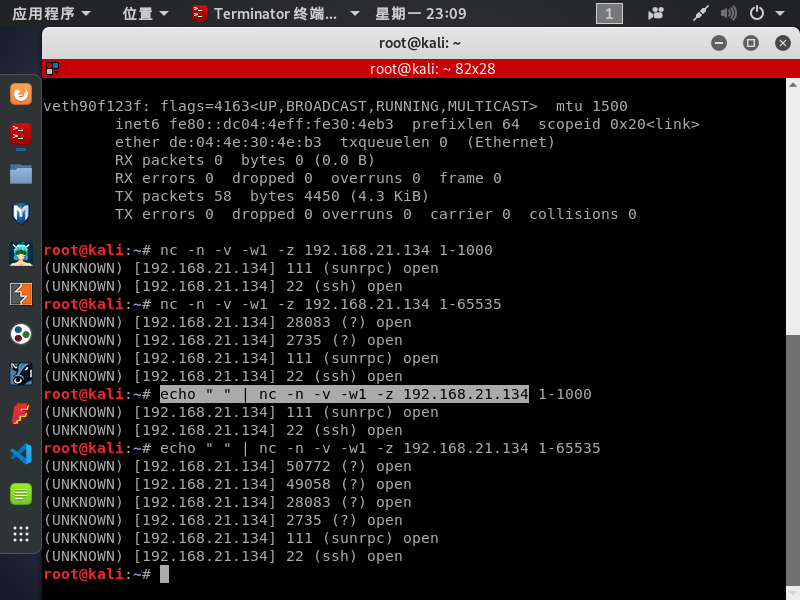 应用程序 位置 Terminator 终端... 星期一 23:09 1
root@kali: ~
root@kali: ~ 82x28
veth90f123f: flags=4163<UP,BROADCAST,RUNNING,MULTICAST>  mtu 1500
        inet6 fe80::dc04:4eff:fe30:4eb3  prefixlen 64  scopeid 0x20<link>
        ether de:04:4e:30:4e:b3  txqueuelen 0  (Ethernet)
        RX packets 0  bytes 0 (0.0 B)
        RX errors 0  dropped 0  overruns 0  frame 0
        TX packets 58  bytes 4450 (4.3 KiB)
        TX errors 0  dropped 0 overruns 0  carrier 0  collisions 0
root@kali:~# nc -n -v -w1 -z 192.168.21.134 1-1000
(UNKNOWN) [192.168.21.134] 111 (sunrpc) open
(UNKNOWN) [192.168.21.134] 22 (ssh) open
root@kali:~# nc -n -v -w1 -z 192.168.21.134 1-65535
(UNKNOWN) [192.168.21.134] 28083 (?) open
(UNKNOWN) [192.168.21.134] 2735 (?) open
(UNKNOWN) [192.168.21.134] 111 (sunrpc) open
(UNKNOWN) [192.168.21.134] 22 (ssh) open
root@kali:~# echo " " | nc -n -v -w1 -z 192.168.21.134 1-1000
(UNKNOWN) [192.168.21.134] 111 (sunrpc) open
(UNKNOWN) [192.168.21.134] 22 (ssh) open
root@kali:~# echo " " | nc -n -v -w1 -z 192.168.21.134 1-65535
(UNKNOWN) [192.168.21.134] 50772 (?) open
(UNKNOWN) [192.168.21.134] 49058 (?) open
(UNKNOWN) [192.168.21.134] 28083 (?) open
(UNKNOWN) [192.168.21.134] 2735 (?) open
(UNKNOWN) [192.168.21.134] 111 (sunrpc) open
(UNKNOWN) [192.168.21.134] 22 (ssh) open
root@kali:~#